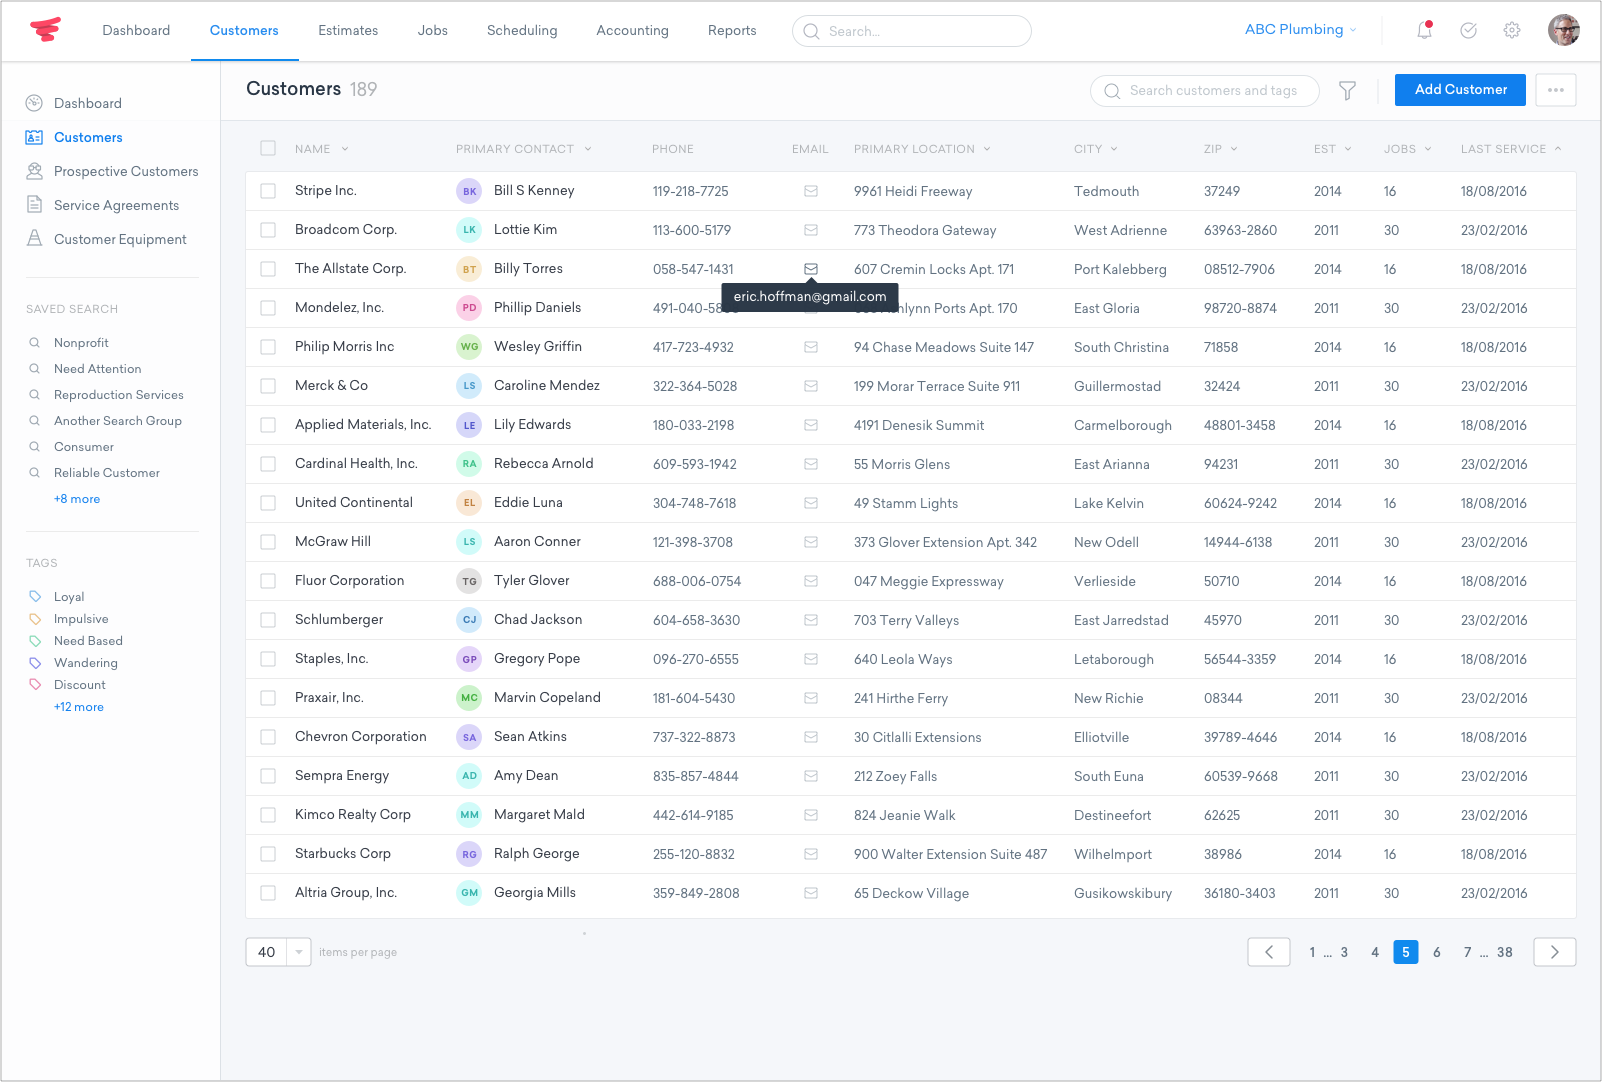 Dashboard Customers Estimates Jobs Scheduling Accounting Reports Search... ABC Plumbing
Customers 189 Search customers and tags Add Customer
Dashboard
Customers
Prospective Customers
Service Agreements
Customer Equipment
SAVED SEARCH
Nonprofit
Need Attention
Reproduction Services
Another Search Group
Consumer
Reliable Customer
+8 more
TAGS
Loyal
Impulsive
Need Based
Wandering
Discount
+12 more
NAME PRIMARY CONTACT PHONE EMAIL PRIMARY LOCATION CITY ZIP EST JOBS LAST SERVICE
Stripe Inc. BK Bill S Kenney 119-218-7725 9961 Heidi Freeway Tedmouth 37249 2014 16 18/08/2016
Broadcom Corp. LK Lottie Kim 113-600-5179 773 Theodora Gateway West Adrienne 63963-2860 2011 30 23/02/2016
The Allstate Corp. BT Billy Torres 058-547-1431 607 Cremin Locks Apt. 171 Port Kalebberg 08512-7906 2014 16 18/08/2016
eric.hoffman@gmail.com
Mondelez, Inc. PD Phillip Daniels Ports Apt. 170 East Gloria 98720-8874 2011 30 23/02/2016
Philip Morris Inc WG Wesley Griffin 417-723-4932 94 Chase Meadows Suite 147 South Christina 71858 2014 16 18/08/2016
Merck & Co LS Caroline Mendez 322-364-5028 199 Morar Terrace Suite 911 Guillermostad 32424 2011 30 23/02/2016
Applied Materials, Inc. LE Lily Edwards 180-033-2198 4191 Denesik Summit Carmelborough 48801-3458 2014 16 18/08/2016
Cardinal Health, Inc. RA Rebecca Arnold 609-593-1942 55 Morris Glens East Arianna 94231 2011 30 23/02/2016
United Continental EL Eddie Luna 304-748-7618 49 Stamm Lights Lake Kelvin 60624-9242 2014 16 18/08/2016
McGraw Hill LS Aaron Conner 121-398-3708 373 Glover Extension Apt. 342 New Odell 14944-6138 2011 30 23/02/2016
Fluor Corporation TG Tyler Glover 688-006-0754 047 Meggie Expressway Verlieside 50710 2014 16 18/08/2016
Schlumberger CJ Chad Jackson 604-658-3630 703 Terry Valleys East Jarredstad 45970 2011 30 23/02/2016
Staples, Inc. GP Gregory Pope 096-270-6555 640 Leola Ways Letaborough 56544-3359 2014 16 18/08/2016
Praxair, Inc. MC Marvin Copeland 181-604-5430 241 Hirthe Ferry New Richie 08344 2011 30 23/02/2016
Chevron Corporation SA Sean Atkins 737-322-8873 30 Citlalli Extensions Elliotville 39789-4646 2014 16 18/08/2016
Sempra Energy AD Amy Dean 835-857-4844 212 Zoey Falls South Euna 60539-9668 2011 30 23/02/2016
Kimco Realty Corp MM Margaret Mald 442-614-9185 824 Jeanie Walk Destineefort 62625 2011 30 23/02/2016
Starbucks Corp RG Ralph George 255-120-8832 900 Walter Extension Suite 487 Wilhelmport 38986 2014 16 18/08/2016
Altria Group, Inc. GM Georgia Mills 359-849-2808 65 Deckow Village Gusikowskibury 36180-3403 2011 30 23/02/2016
40 items per page 1 ... 3 4 5 6 7 ... 38